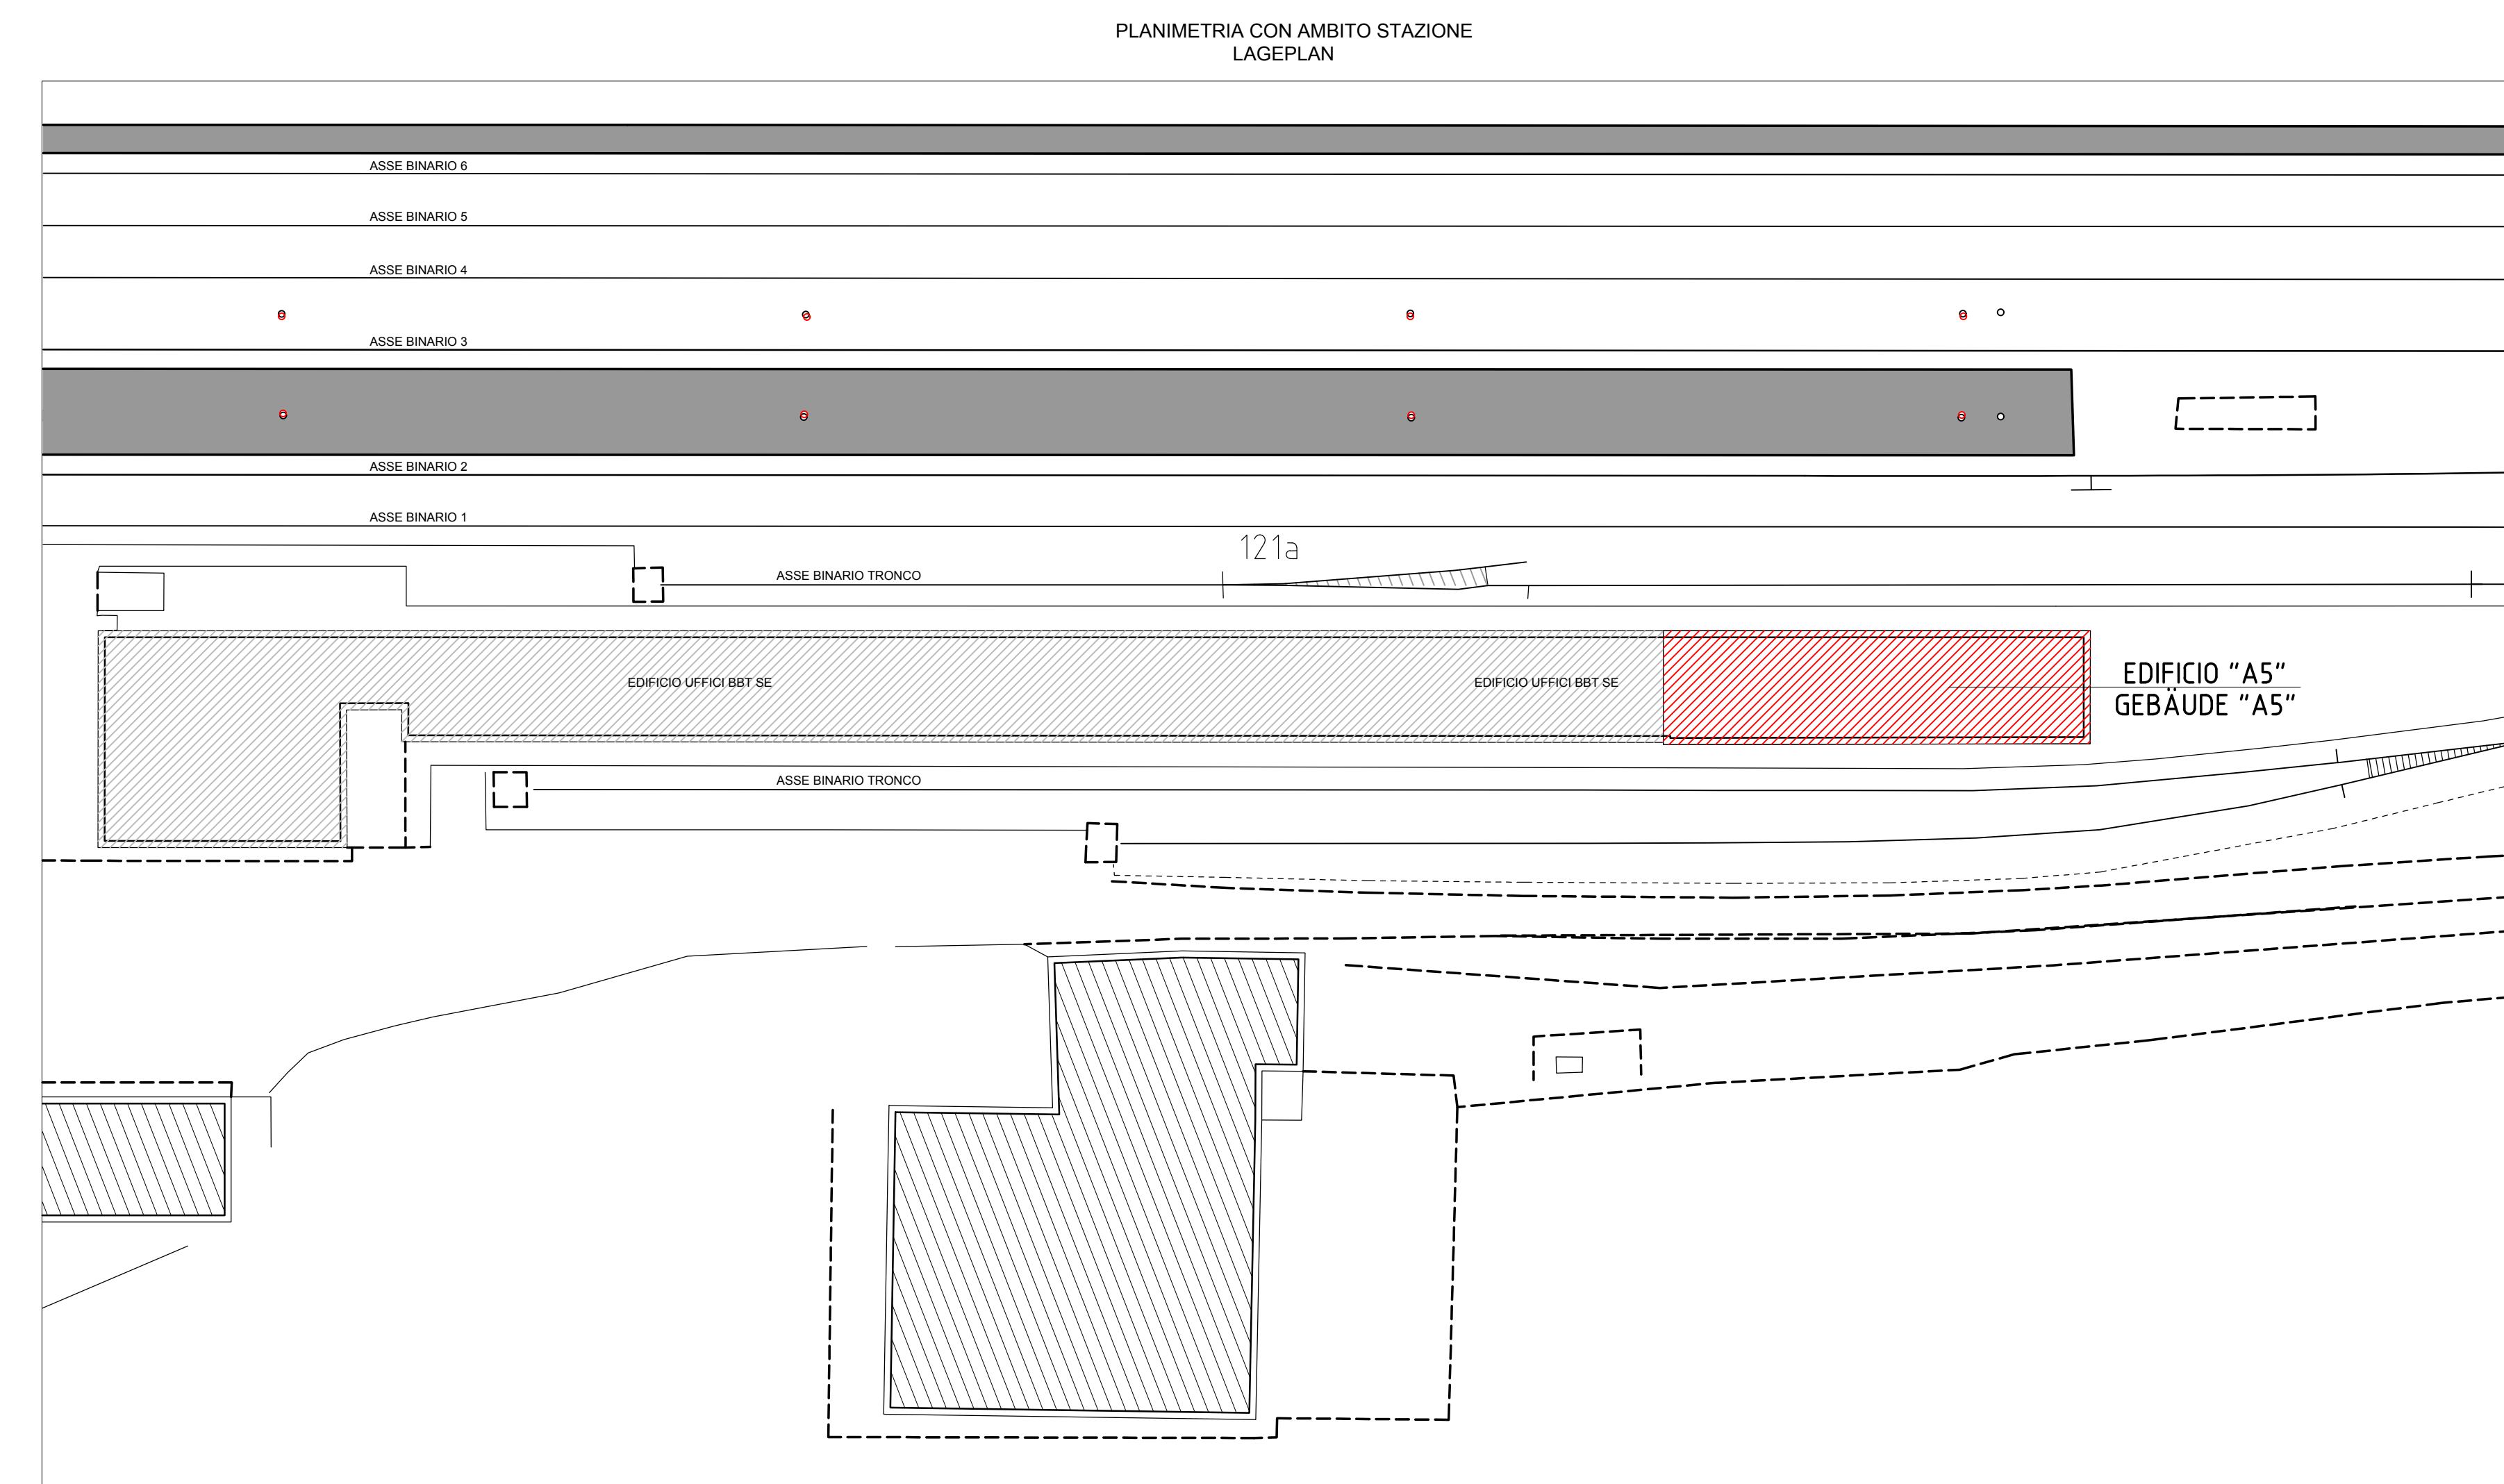 PLANIMETRIA CON AMBITO STAZIONE
LAGEPLAN
ASSE BINARIO 6
ASSE BINARIO 5
ASSE BINARIO 4
ASSE BINARIO 3
ASSE BINARIO 2
ASSE BINARIO 1
121a
ASSE BINARIO TRONCO
EDIFICIO UFFICI BBT SE
EDIFICIO UFFICI BBT SE
EDIFICIO "A5"
GEBÄUDE "A5"
ASSE BINARIO TRONCO